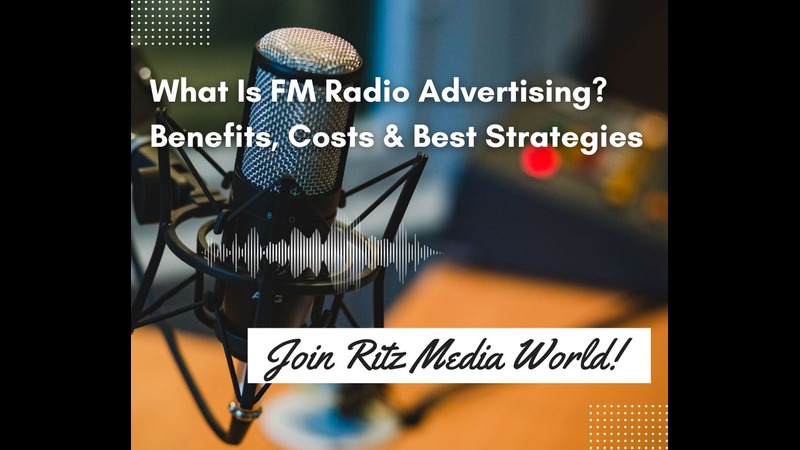 What Is FM Radio Advertising?
Benefits, Costs & Best Strategies
Join Ritz Media World!